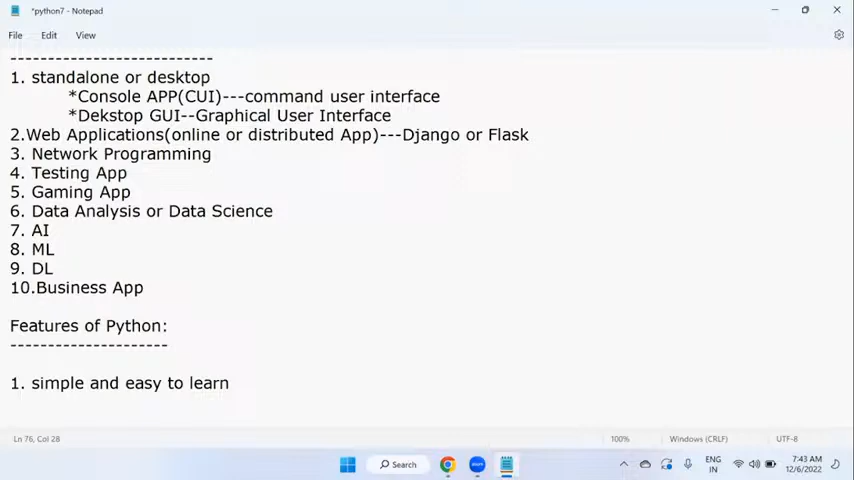 *python7 - Notepad
File Edit View
---------------------------
1. standalone or desktop
*Console APP(CUI)---command user interface
*Dekstop GUI--Graphical User Interface
2.Web Applications(online or distributed App)---Django or Flask
3. Network Programming
4. Testing App
5. Gaming App
6. Data Analysis or Data Science
7. AI
8. ML
9. DL
10.Business App
Features of Python:
---------------------
1. simple and easy to learn
Ln 76, Col 28 100% Windows (CRLF) UTF-8
Search zoom ENG 7:43 AM
IN 12/6/2022